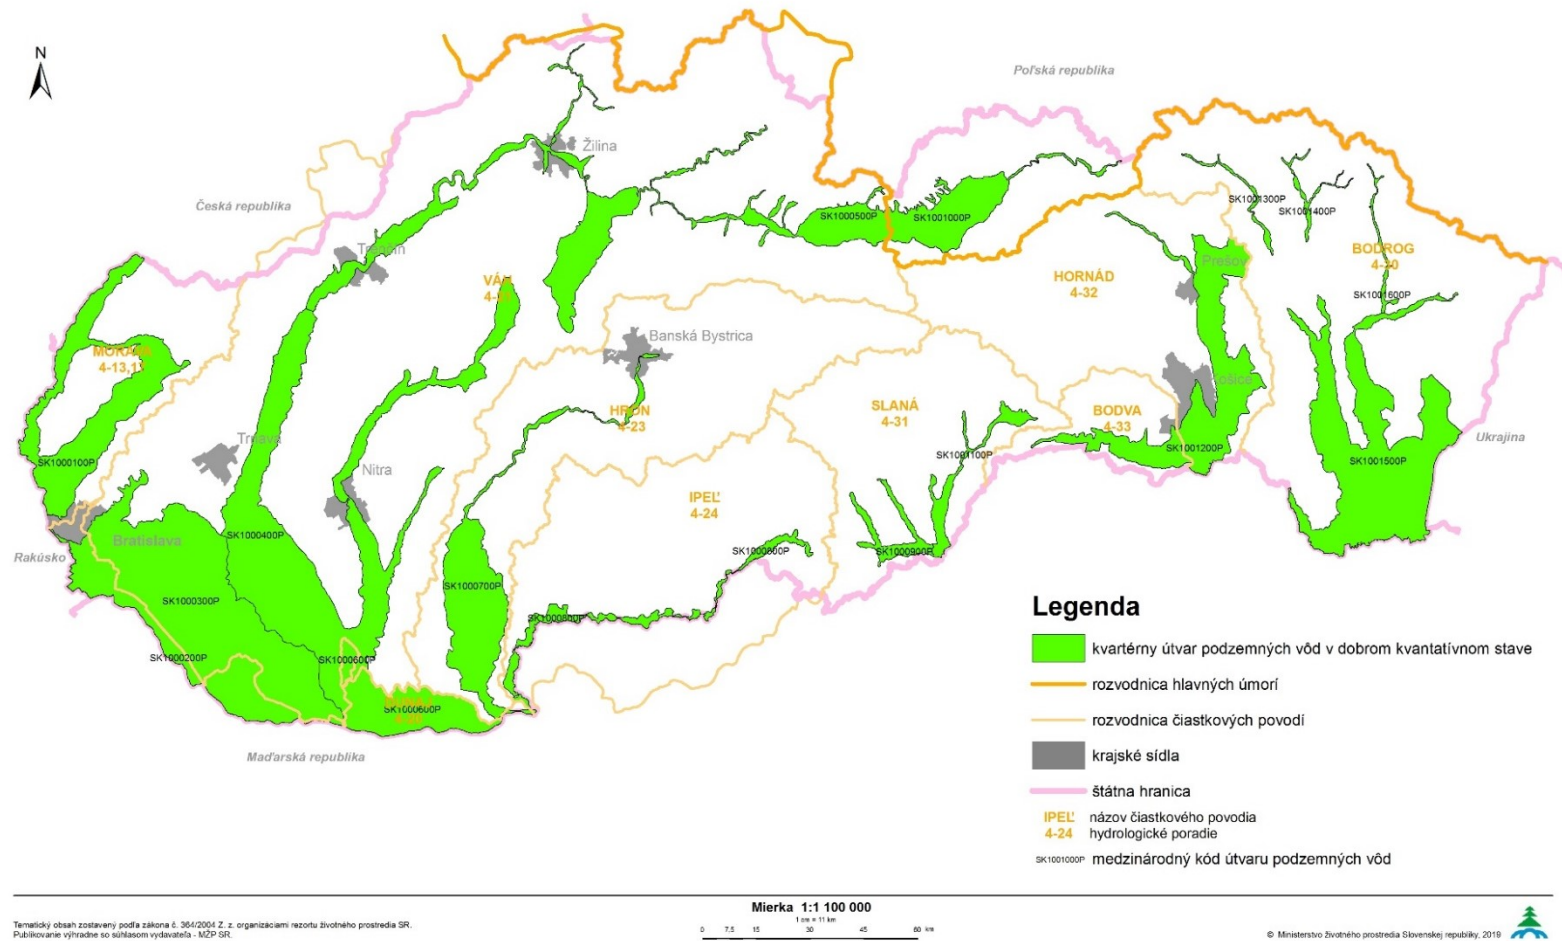 N
Poľská republika
Žilina
Česká republika
SK1000500P
SK1001000P
SK1001300P
SK1001400P
Trenčín
BODROG
4-30
Prešov
HORNÁD
4-32
VÁH
SK1001600P
Banská Bystrica
MORAVA
SLANÁ
4-31
HRON
4-23
BODVA
4-33
Košice
Ukrajina
Trnava
SK1000100P
Nitra
SK1001100P
SK1001200P
SK1001500P
IPEĽ
4-24
Bratislava
SK1000400P
Rakúsko
SK1000800P
SK1000900P
SK1000700P
SK1000300P
SK1000800P
SK1000200P
SK1000600P
SK1000600P
Maďarská republika
Legenda
kvartérny útvar podzemných vôd v dobrom kvantatívnom stave
rozvodnica hlavných úmorí
rozvodnica čiastkových povodí
krajské sídla
štátna hranica
IPEĽ názov čiastkového povodia
4-24 hydrologické poradie
SK1001000P medzinárodný kód útvaru podzemných vôd
Mierka 1:1 100 000
1 cm = 11 km
0 7,5 15 30 45 60 km
Tematický obsah zostavený podľa zákona č. 364/2004 Z. z. organizáciami rezortu životného prostredia SR.
Publikovanie výhradne so súhlasom vydavateľa - MŽP SR.
© Ministerstvo životného prostredia Slovenskej republiky, 2019